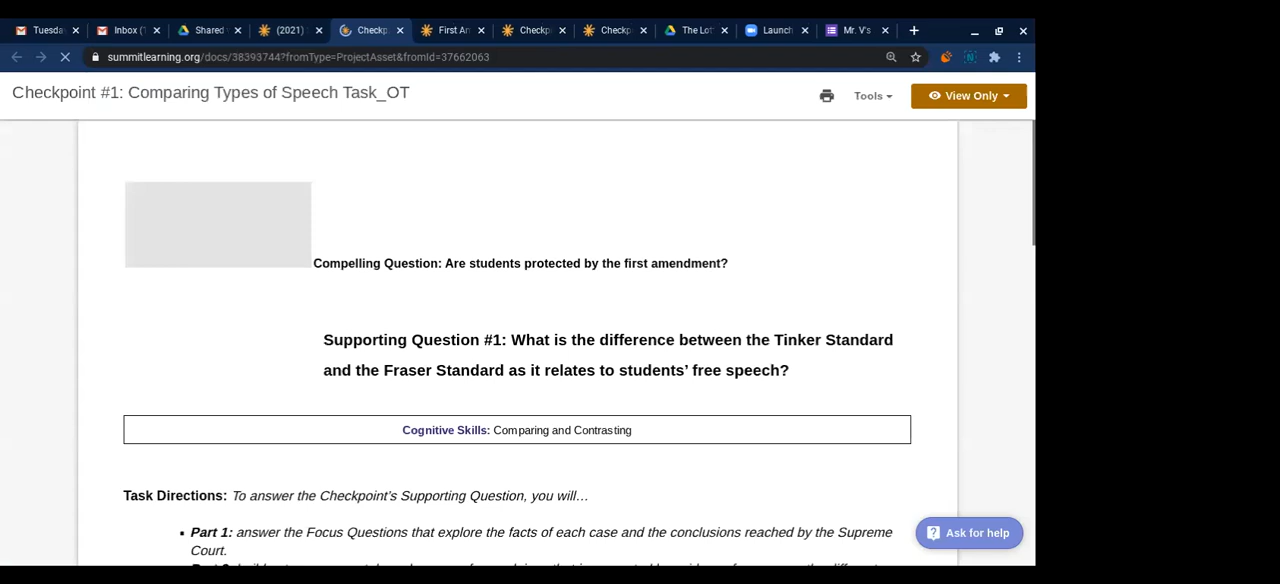 Tuesda Inbox (T Shared (2021) Checkp First An Checkp Checkp The Lot Launch Mr. V's
summitlearning.org/docs/38393744?fromType=ProjectAsset&fromId=37662063
Checkpoint #1: Comparing Types of Speech Task_OT
Tools
View Only
Compelling Question: Are students protected by the first amendment?
Supporting Question #1: What is the difference between the Tinker Standard
and the Fraser Standard as it relates to students' free speech?
Cognitive Skills: Comparing and Contrasting
Task Directions: To answer the Checkpoint's Supporting Question, you will…
▪ Part 1: answer the Focus Questions that explore the facts of each case and the conclusions reached by the Supreme
Court.
Ask for help